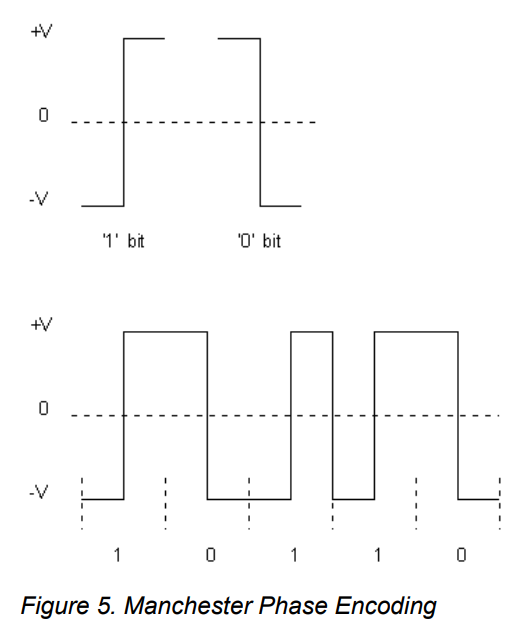 +V
0
-V
'1' bit '0' bit
+V
0
-V
1 0 1 1 0
Figure 5. Manchester Phase Encoding